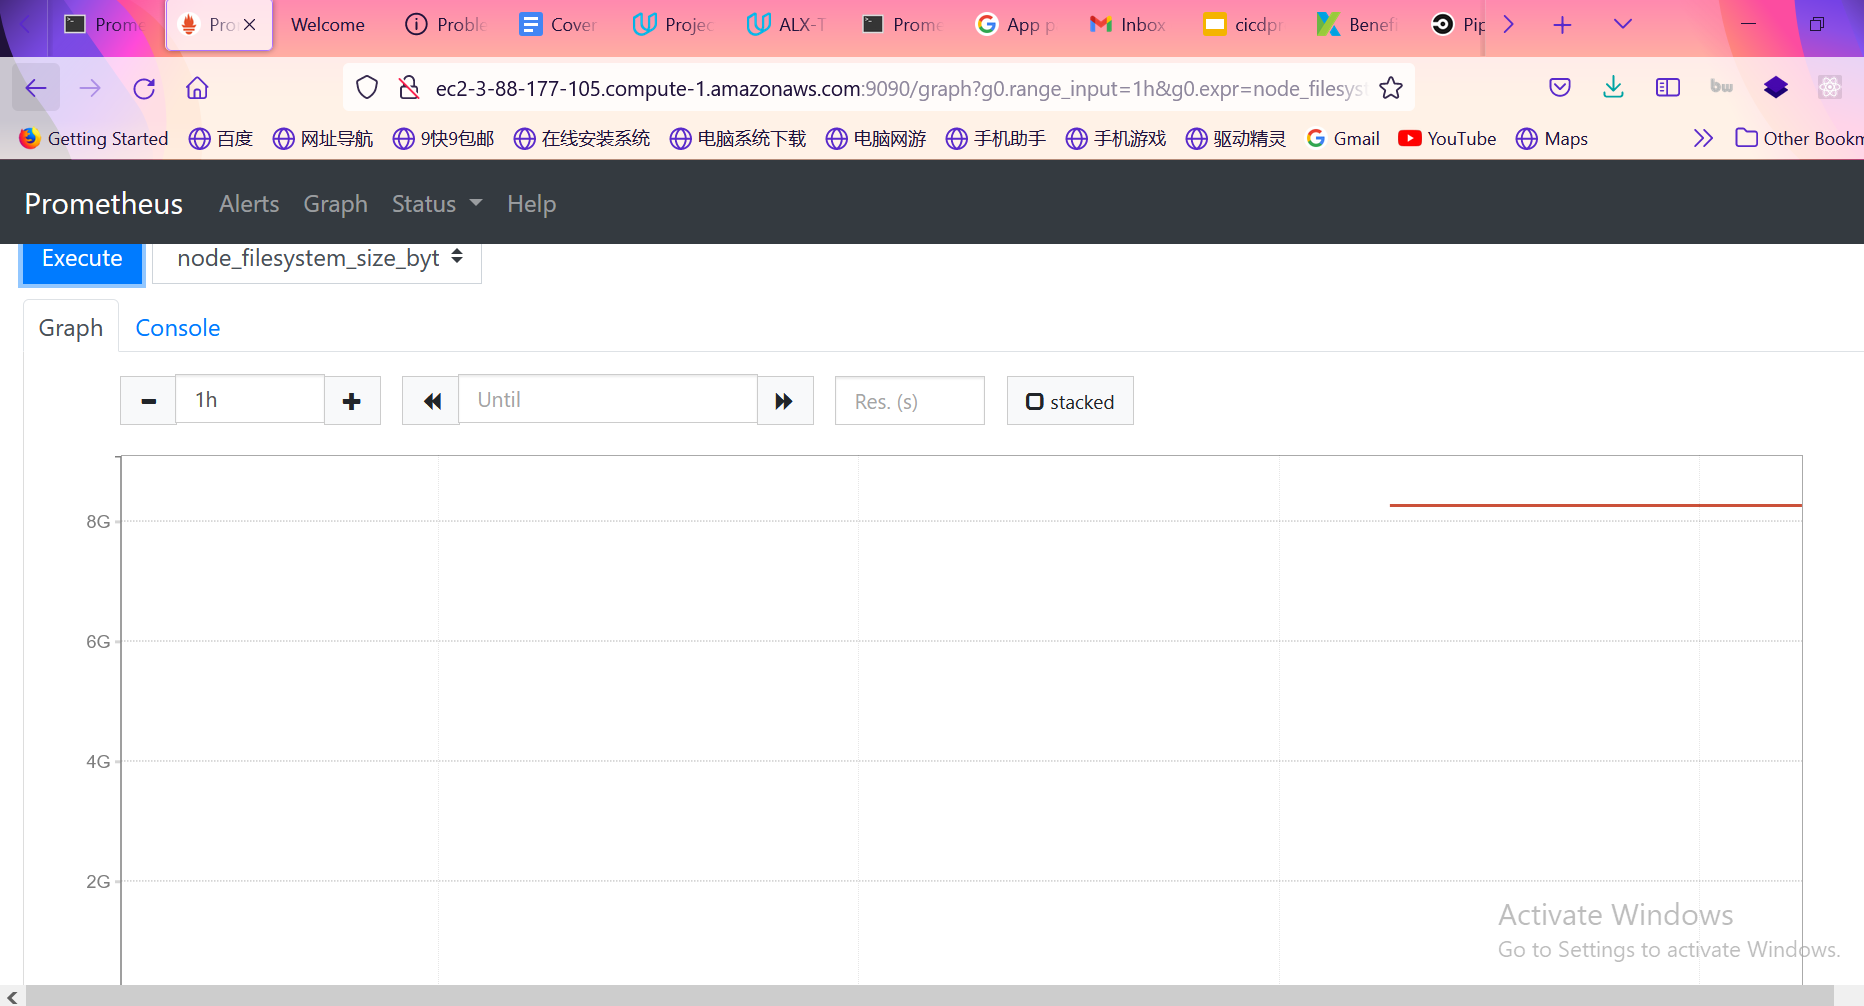 Prome Pro Welcome Proble Cover Projec ALX-T Prome App p Inbox cicdpr Benefi Pip
ec2-3-88-177-105.compute-1.amazonaws.com:9090/graph?g0.range_input=1h&g0.expr=node_filesyst
Getting Started 百度 网址导航 9快9包邮 在线安装系统 电脑系统下载 电脑网游 手机助手 手机游戏 驱动精灵 Gmail YouTube Maps Other Bookm
Prometheus Alerts Graph Status Help
Execute node_filesystem_size_byt
Graph Console
1h Until Res. (s) stacked
8G
6G
4G
2G
Activate Windows
Go to Settings to activate Windows.